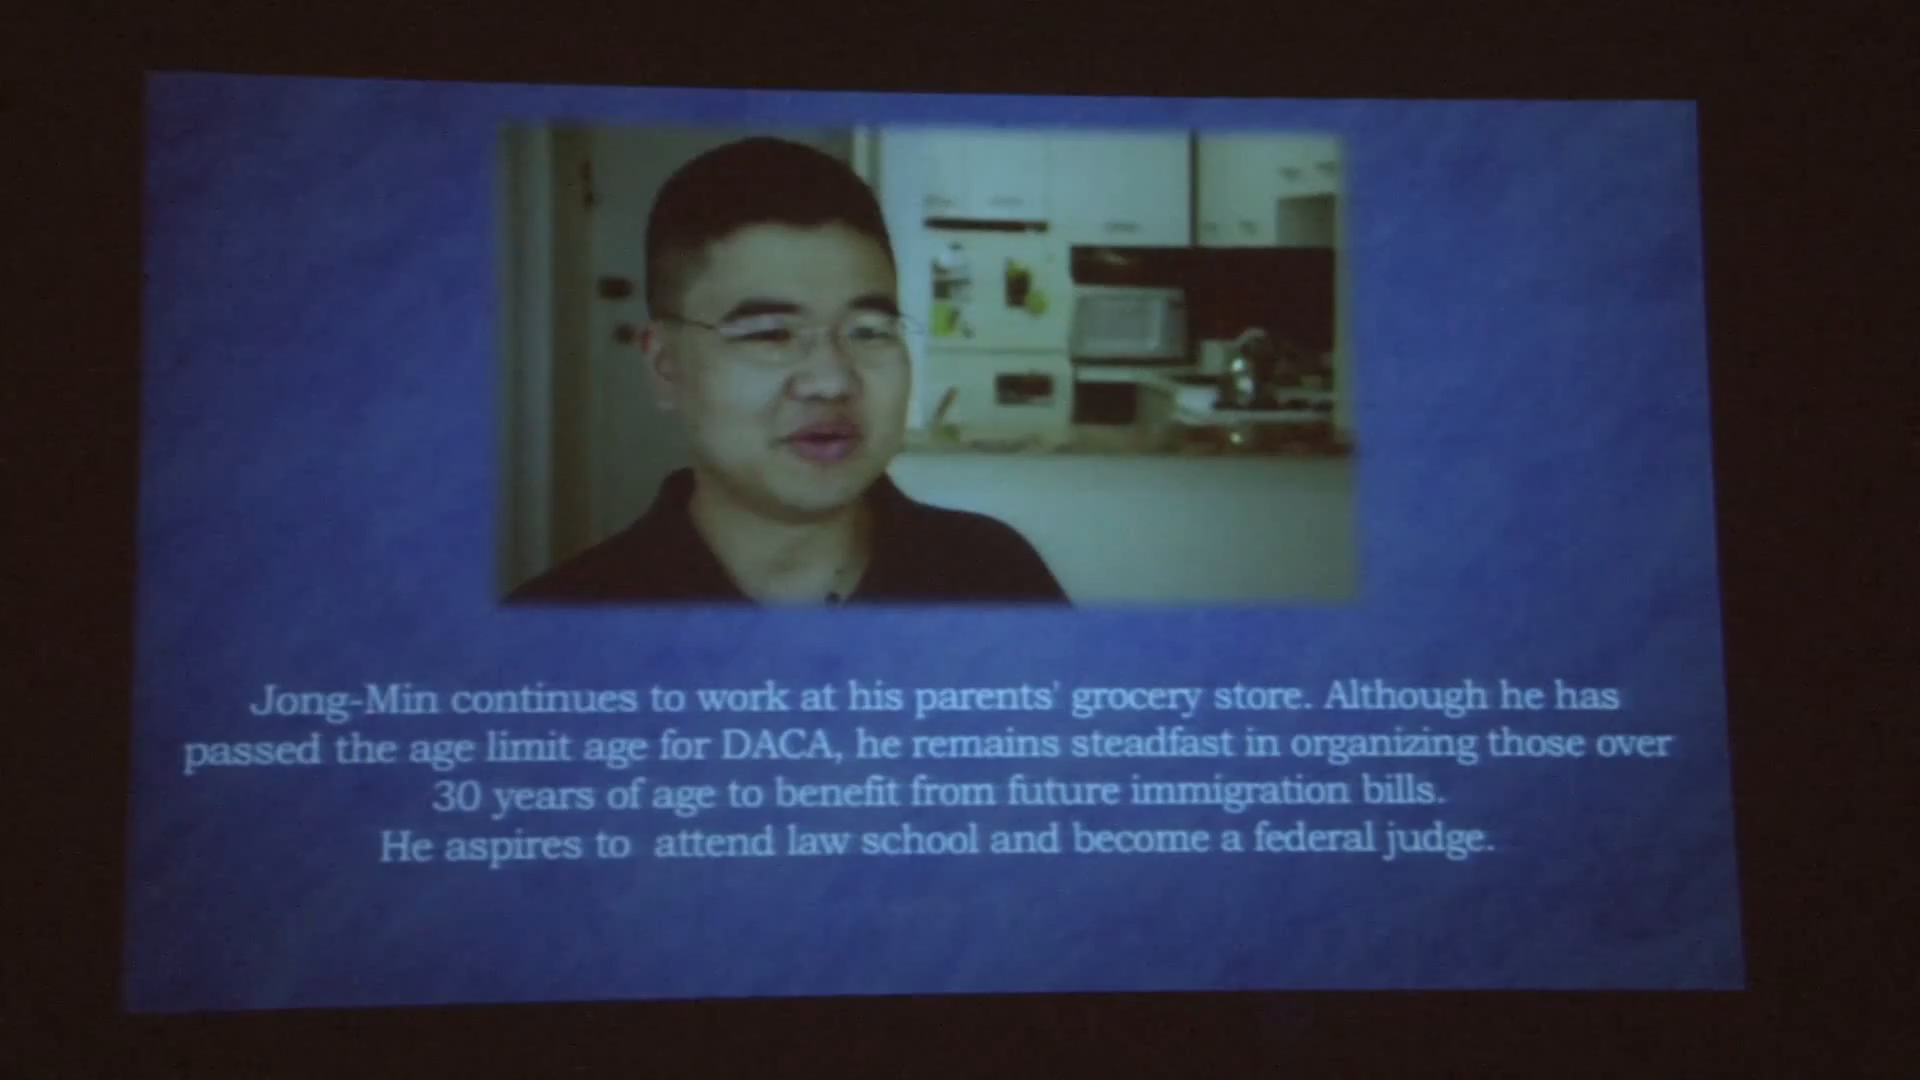 Jong-Min continues to work at his parents' grocery store. Although he has
passed the age limit age for DACA, he remains steadfast in organizing those over
30 years of age to benefit from future immigration bills.
He aspires to attend law school and become a federal judge.